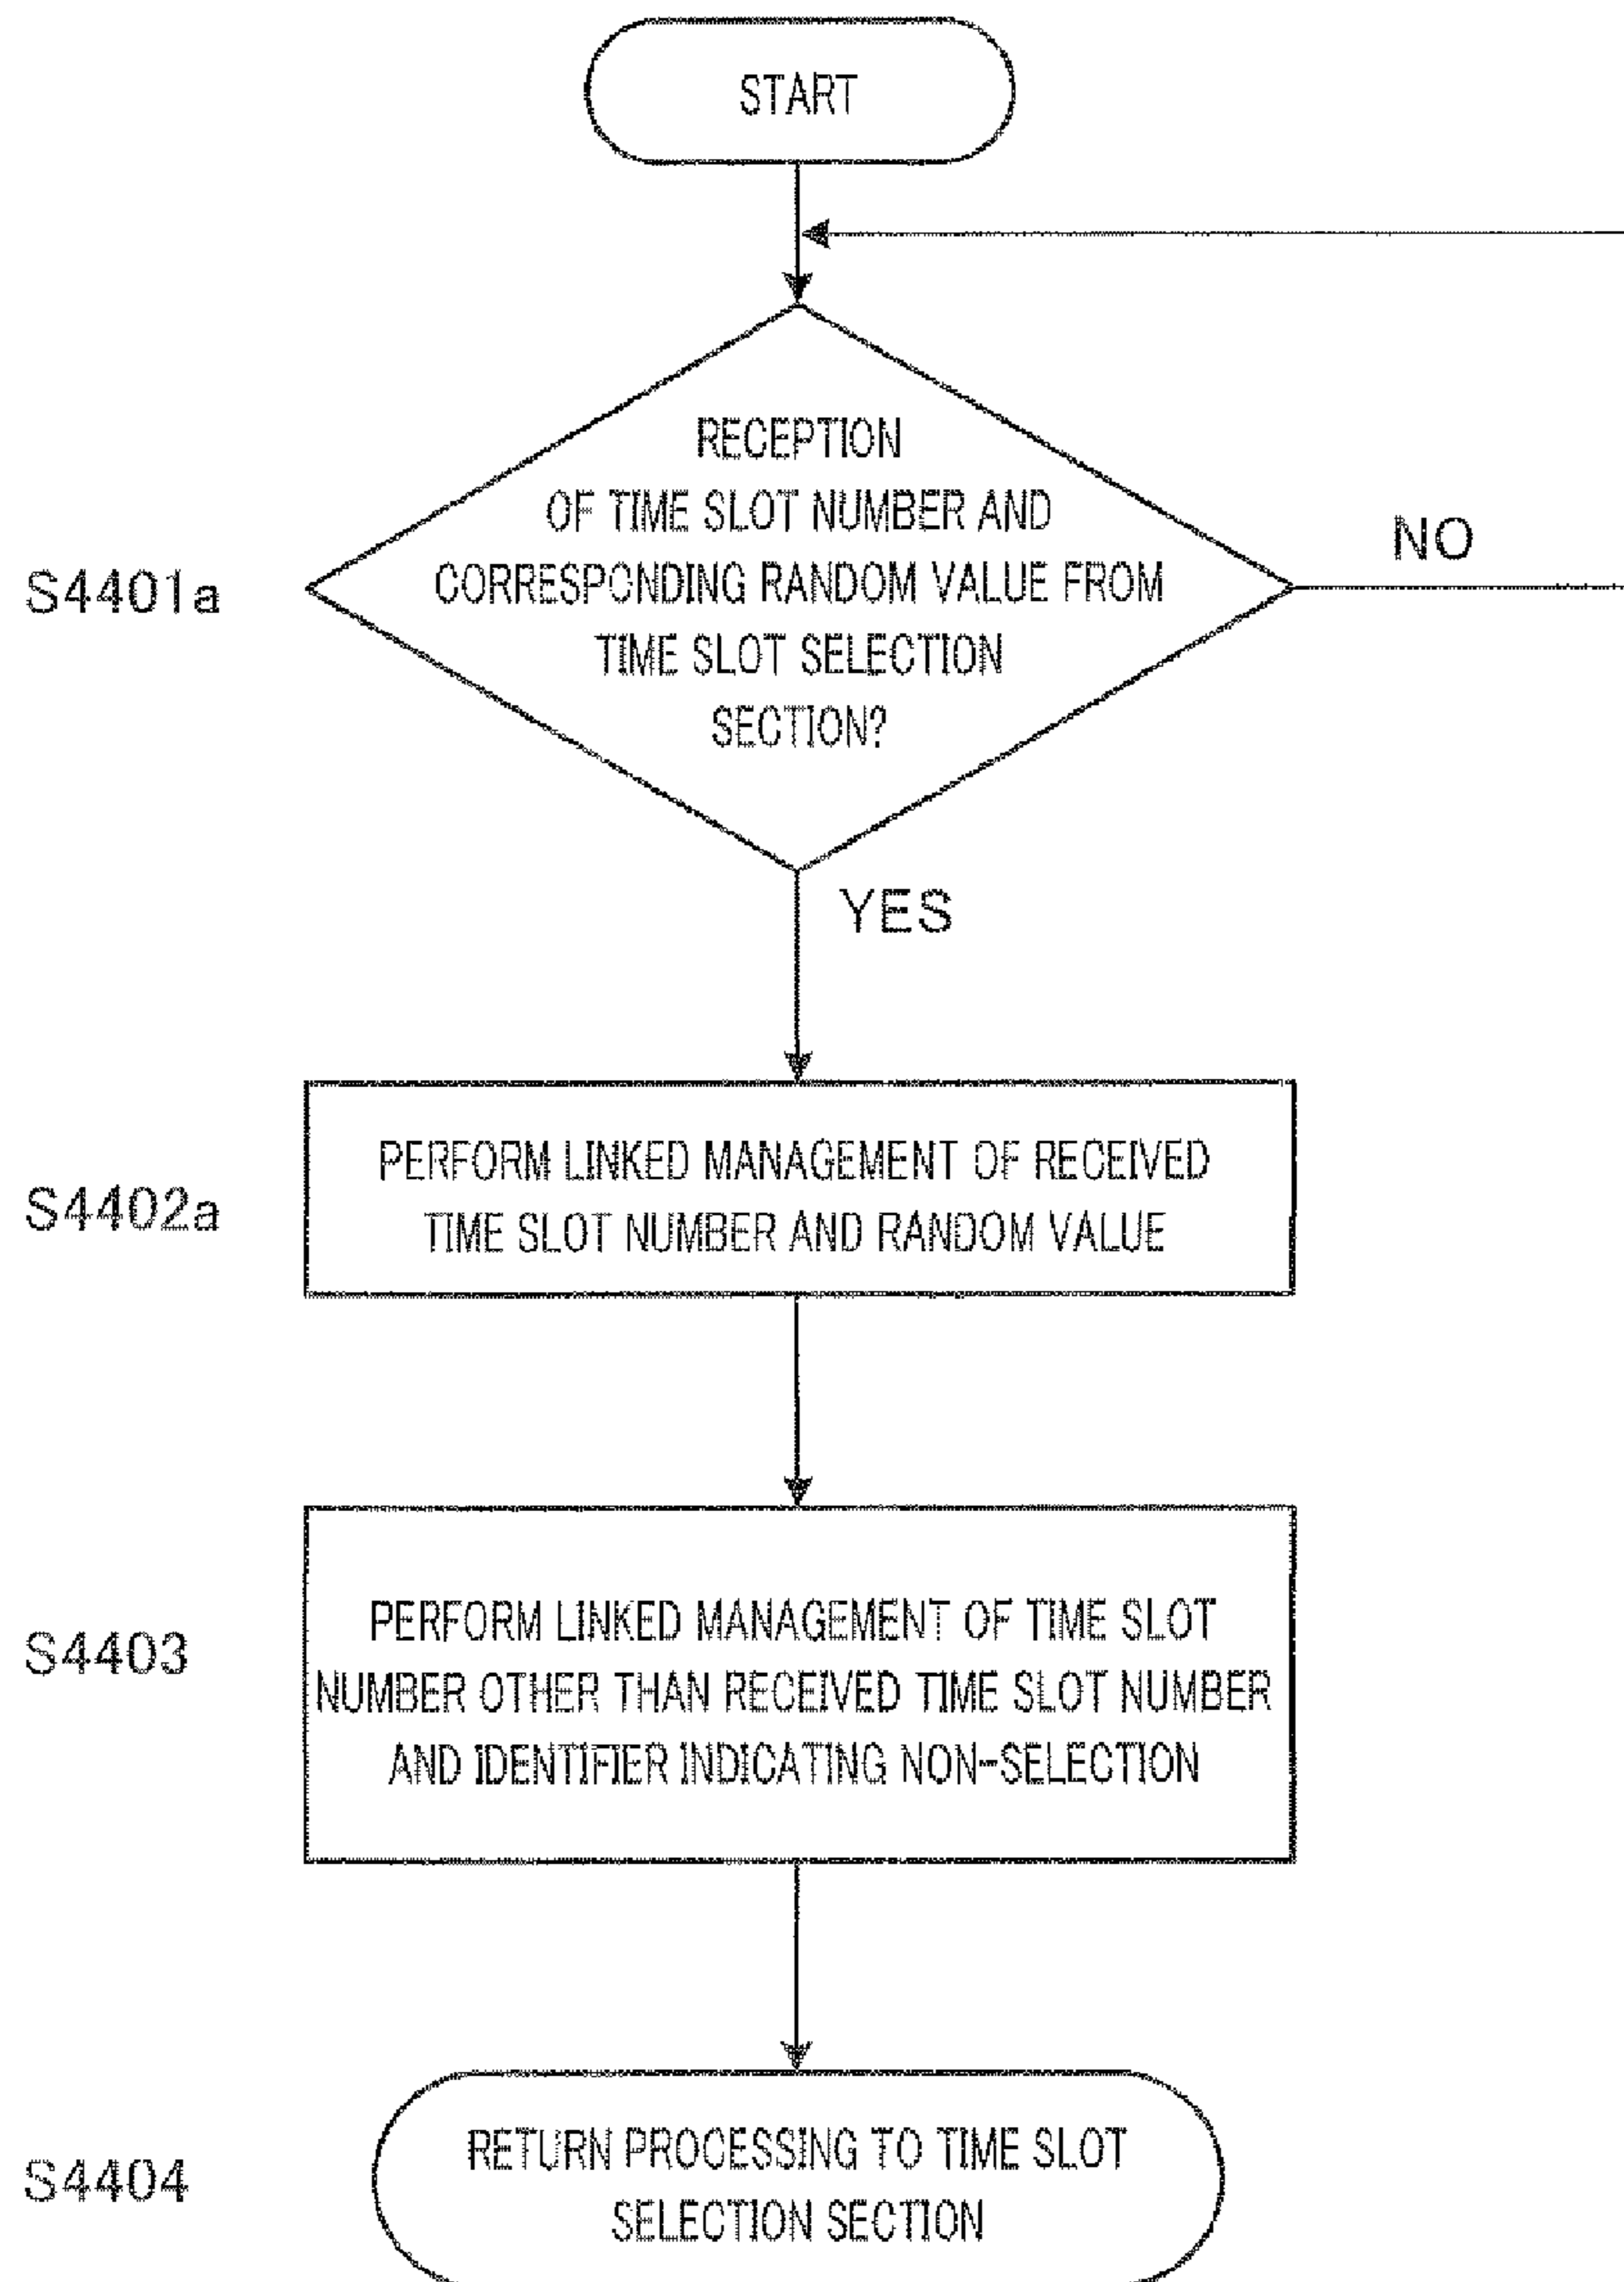 START
RECEPTION
OF TIME SLOT NUMBER AND
CORRESPONDING RANDOM VALUE FROM
TIME SLOT SELECTION
SECTION?
S4401a
NO
YES
S4402a
PERFORM LINKED MANAGEMENT OF RECEIVED
TIME SLOT NUMBER AND RANDOM VALUE
S4403
PERFORM LINKED MANAGEMENT OF TIME SLOT
NUMBER OTHER THAN RECEIVED TIME SLOT NUMBER
AND IDENTIFIER INDICATING NON-SELECTION
S4404
RETURN PROCESSING TO TIME SLOT
SELECTION SECTION